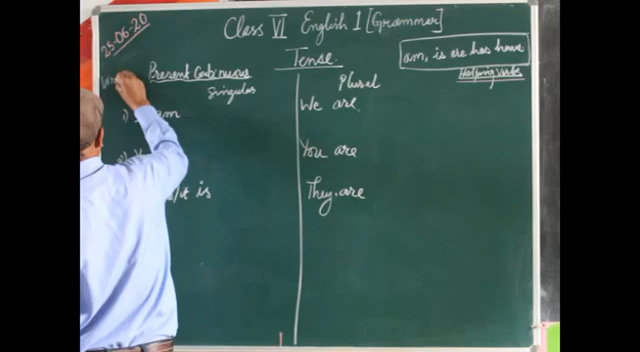 25-06-20
Class VI English 1 [Grammar]
am, is are has have
Helping Verbs
Tense
Present Continuous
Singular
Plural
i) I am
We are
You are
it is
They are